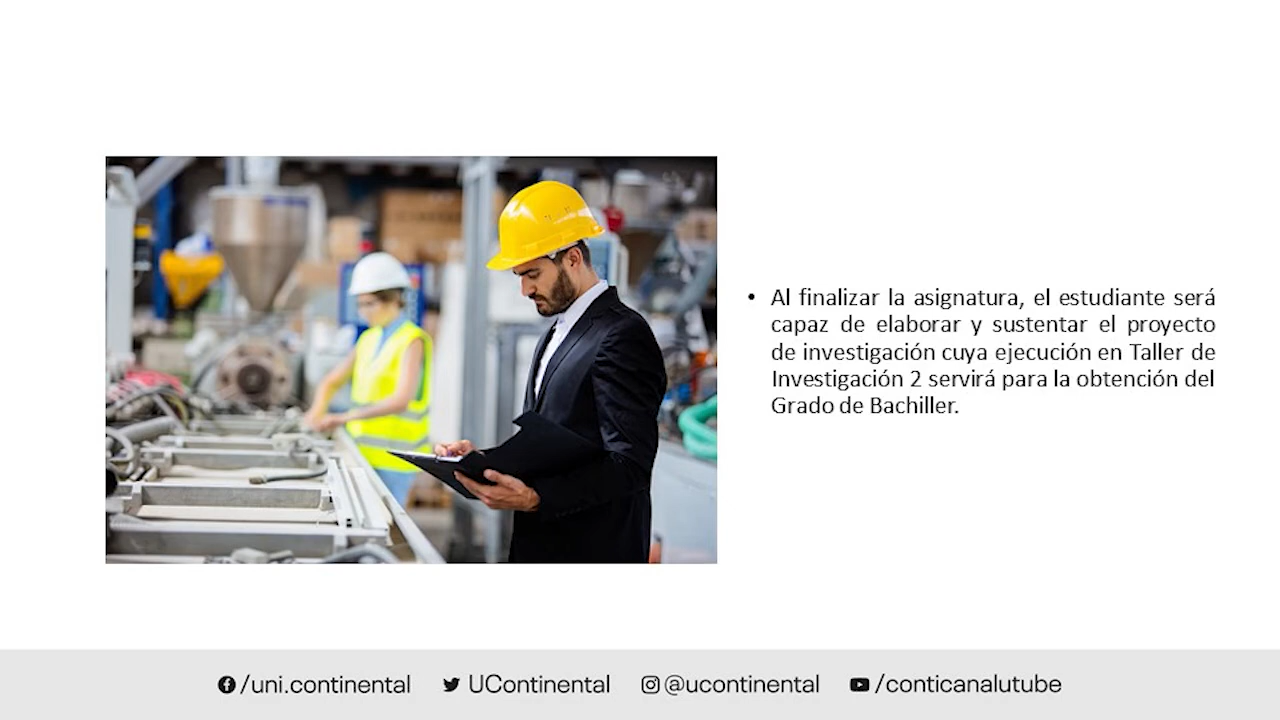 • Al finalizar la asignatura, el estudiante será
capaz de elaborar y sustentar el proyecto
de investigación cuya ejecución en Taller de
Investigación 2 servirá para la obtención del
Grado de Bachiller.
/uni.continental UContinental @ucontinental /conticanalutube